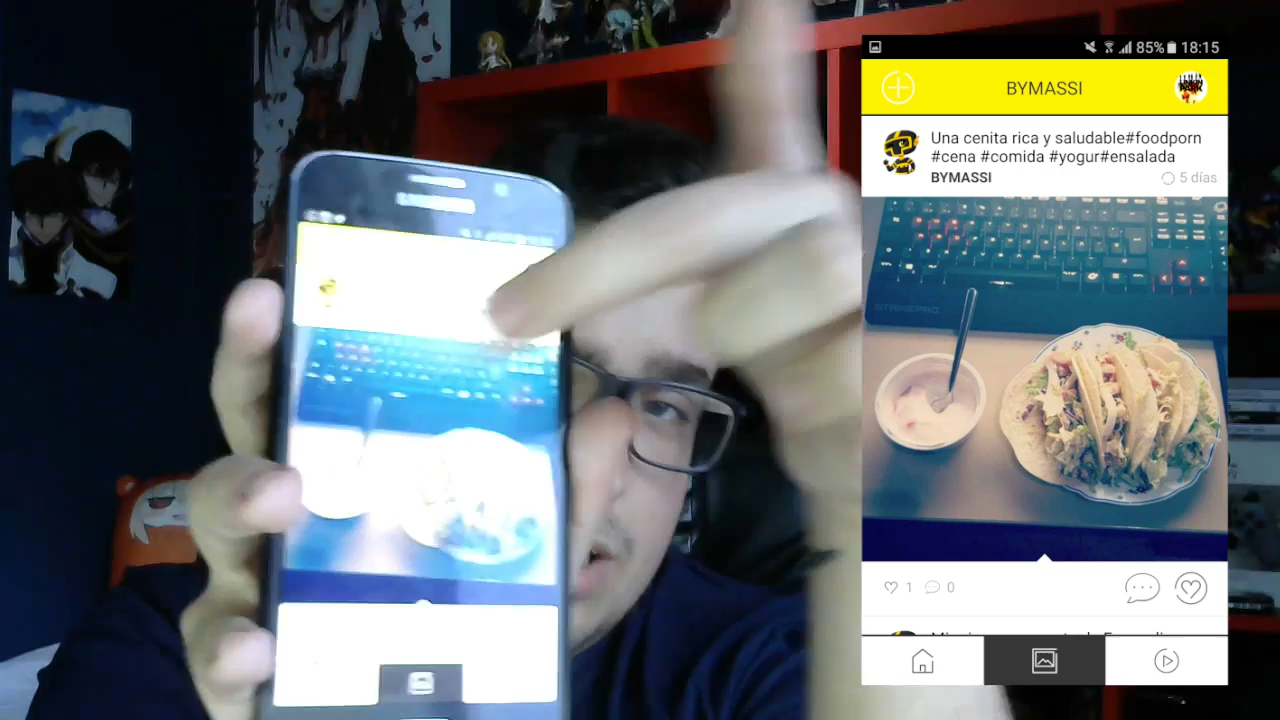 85% 18:15
BYMASSI
Una cenita rica y saludable#foodporn
#cena #comida #yogur#ensalada
BYMASSI
5 días
STRIKEPRO
1
0